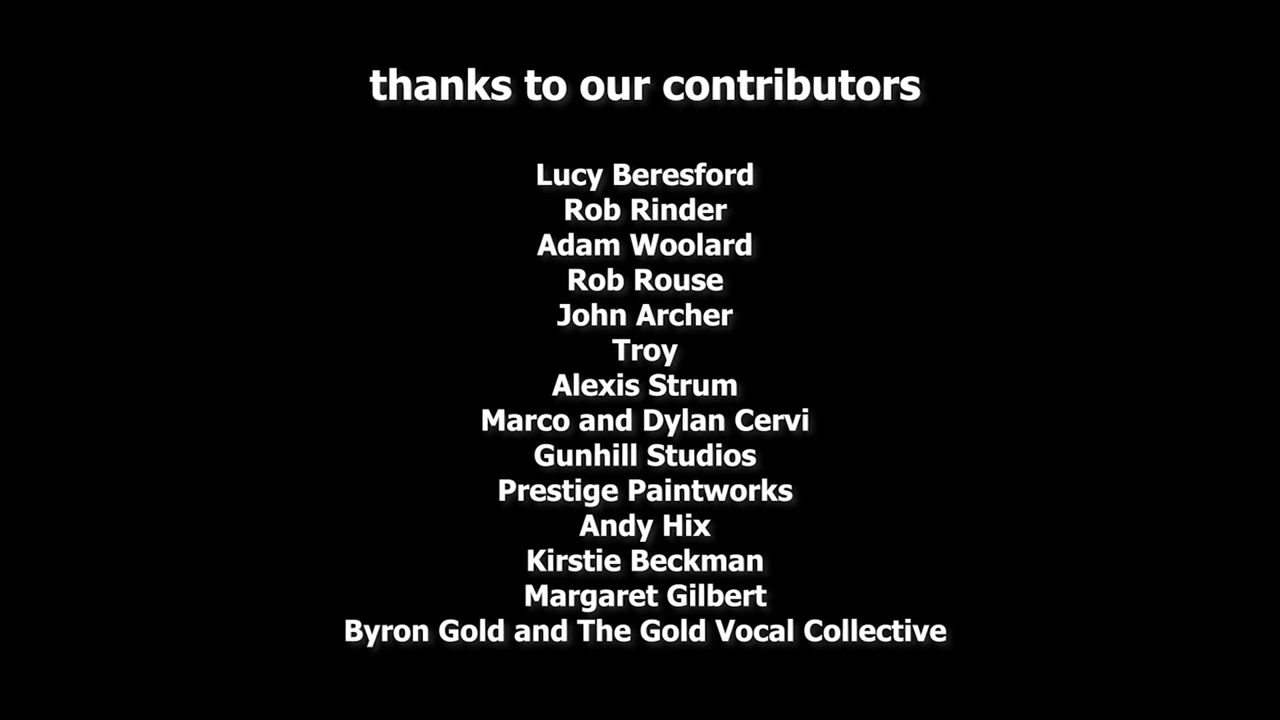 thanks to our contributors
Lucy Beresford
Rob Rinder
Adam Woolard
Rob Rouse
John Archer
Troy
Alexis Strum
Marco and Dylan Cervi
Gunhill Studios
Prestige Paintworks
Andy Hix
Kirstie Beckman
Margaret Gilbert
Byron Gold and The Gold Vocal Collective